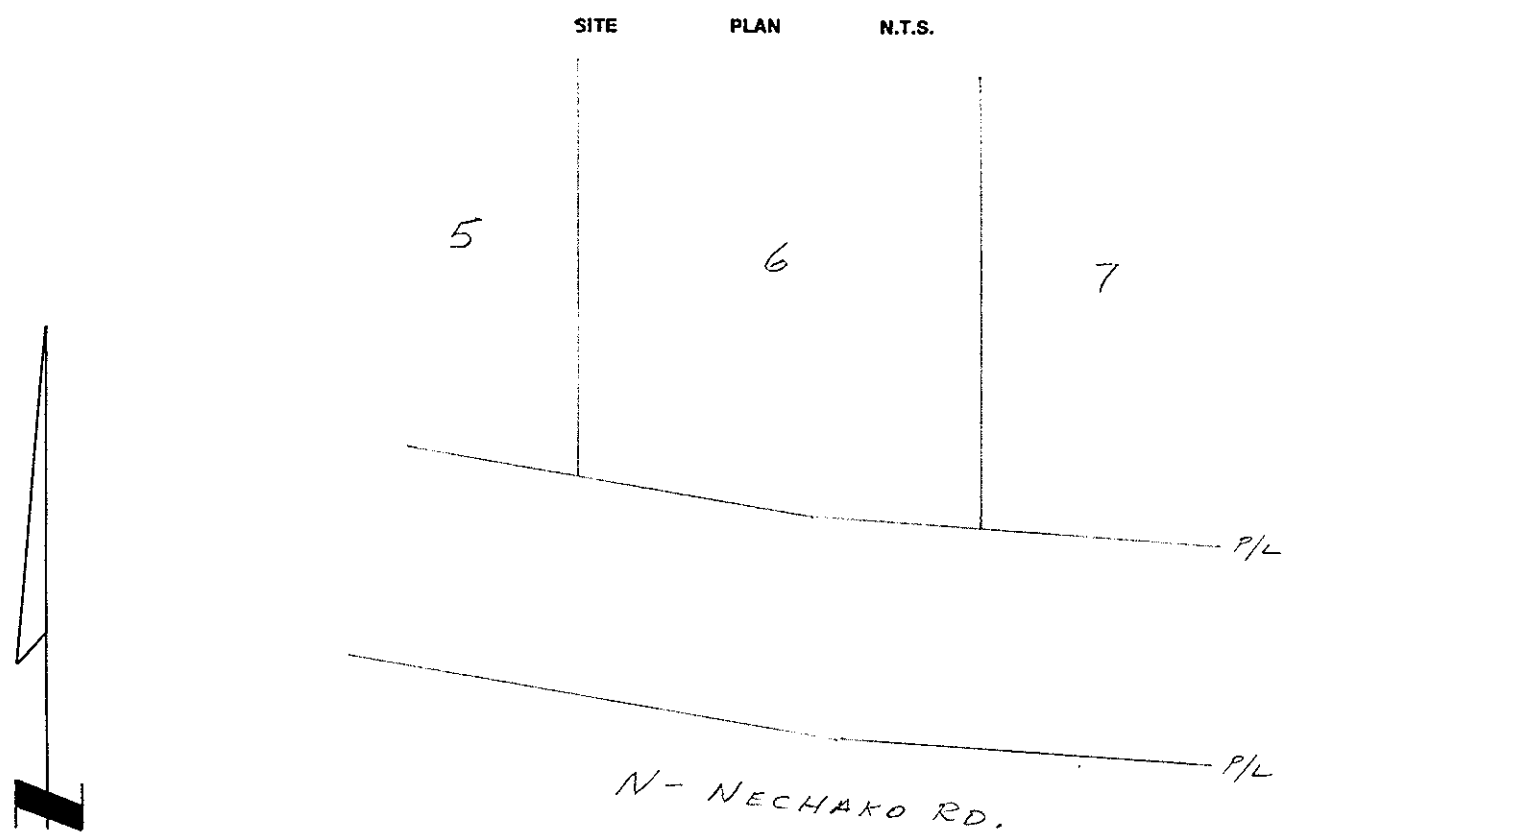 SITE PLAN N.T.S.
5
6
7
P/L
P/L
N- NECHAKO RD.
N